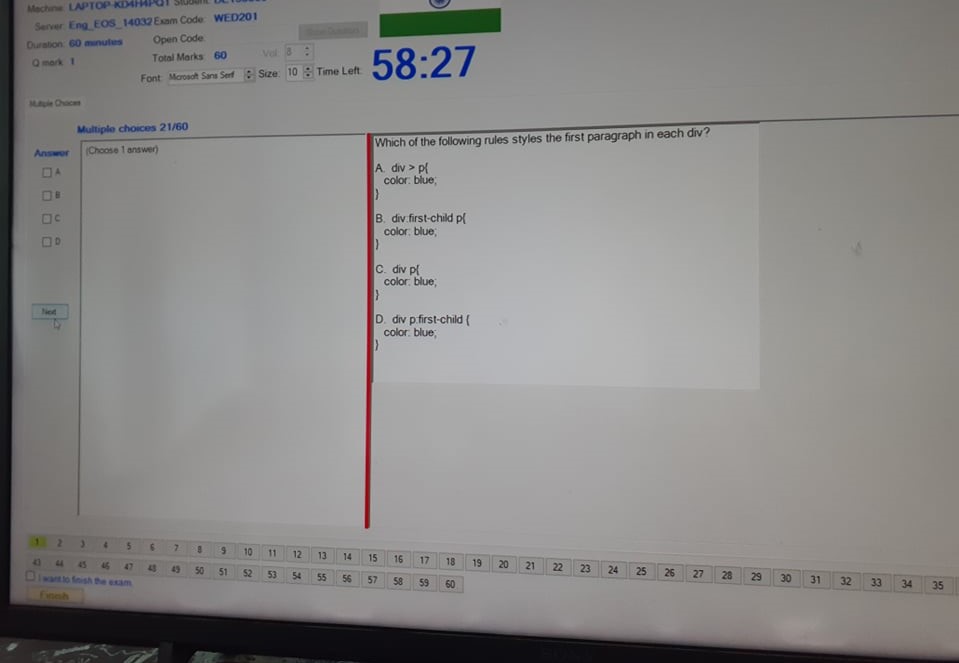 Machine: LAPTOP-KD4H4PQ1 Student:
Server: Eng_EOS_14032 Exam Code: WED201
Duration: 60 minutes Open Code: Show Question
Q mark: 1 Total Marks: 60 Vol: 8
Font: Microsoft Sans Serif Size: 10 Time Left: 58:27
Multiple Choices
Multiple choices 21/60
Answer
(Choose 1 answer)
A
B
C
D
Next
Which of the following rules styles the first paragraph in each div?
A. div > p{
color: blue;
}
B. div:first-child p{
color: blue;
}
C. div p{
color: blue;
}
D. div p:first-child {
color: blue;
}
1 2 3 4 5 6 7 8 9 10 11 12 13 14 15 16 17 18 19 20 21 22 23 24 25 26 27 28 29 30 31 32 33 34 35
43 44 45 46 47 48 49 50 51 52 53 54 55 56 57 58 59 60
I want to finish the exam.
Finish